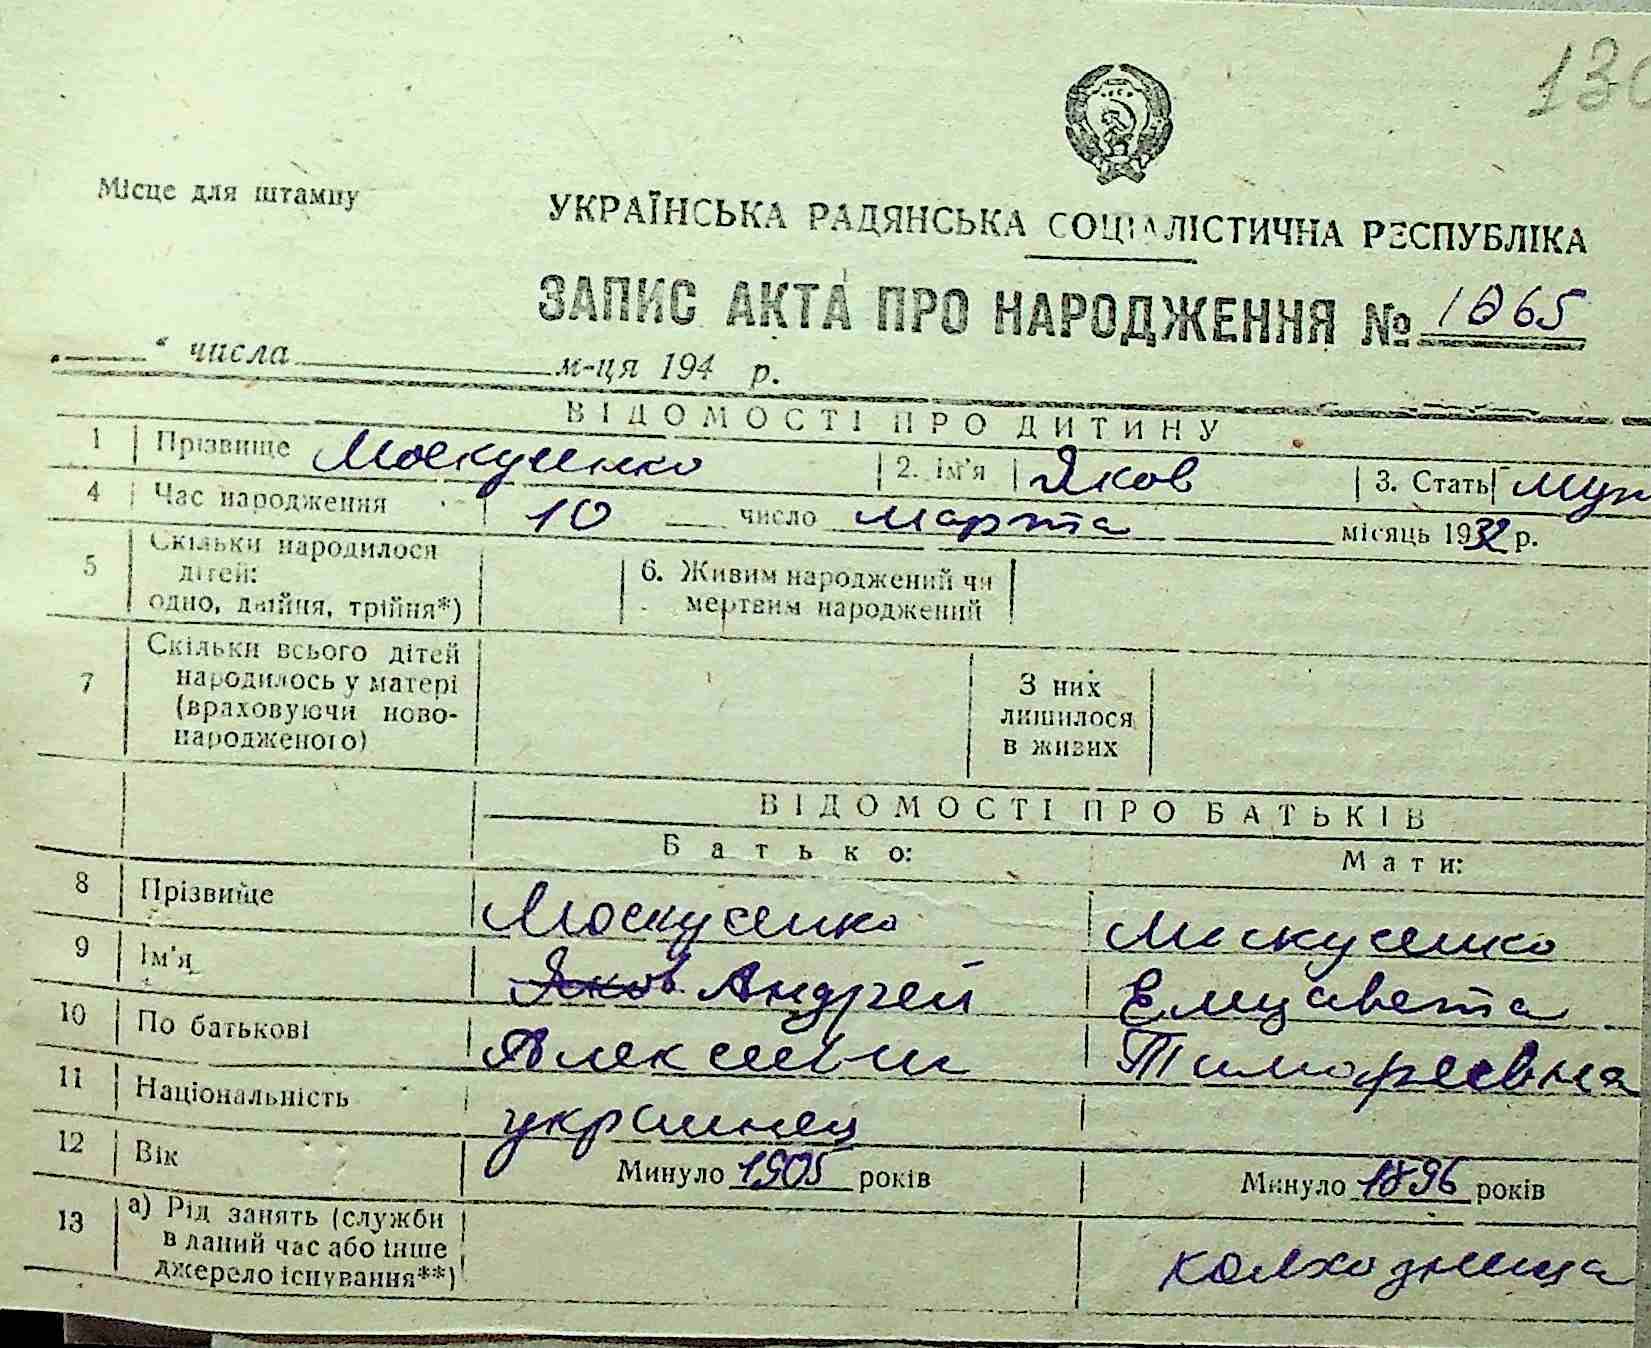 130
Місце для штампу
УКРАЇНСЬКА РАДЯНСЬКА СОЦІАЛІСТИЧНА РЕСПУБЛІКА
ЗАПИС АКТА ПРО НАРОДЖЕННЯ № 1065
„ “ числа м-ця 194 р.
ВІДОМОСТІ ПРО ДИТИНУ
1 Прізвище Москусенко 2. Ім'я Яков 3. Стать Муж
4 Час народження 10 число марта місяць 1932 р.
5 Скільки народилося дітей: одно, двійня, трійня*) 6. Живим народжений чи мертвим народжений
7 Скільки всього дітей народилось у матері (враховуючи новонародженого) З них лишилося в живих
ВІДОМОСТІ ПРО БАТЬКІВ
Батько: Мати:
8 Прізвище Москусенко Москусенко
9 Ім'я Яков Андрей Елизавета
10 По батькові Алексеевич Тимофеевна
11 Національність украинец
12 Вік Минуло 1905 років Минуло 1896 років
13 а) Рід занять (служби в даний час або інше джерело існування**) колхозница